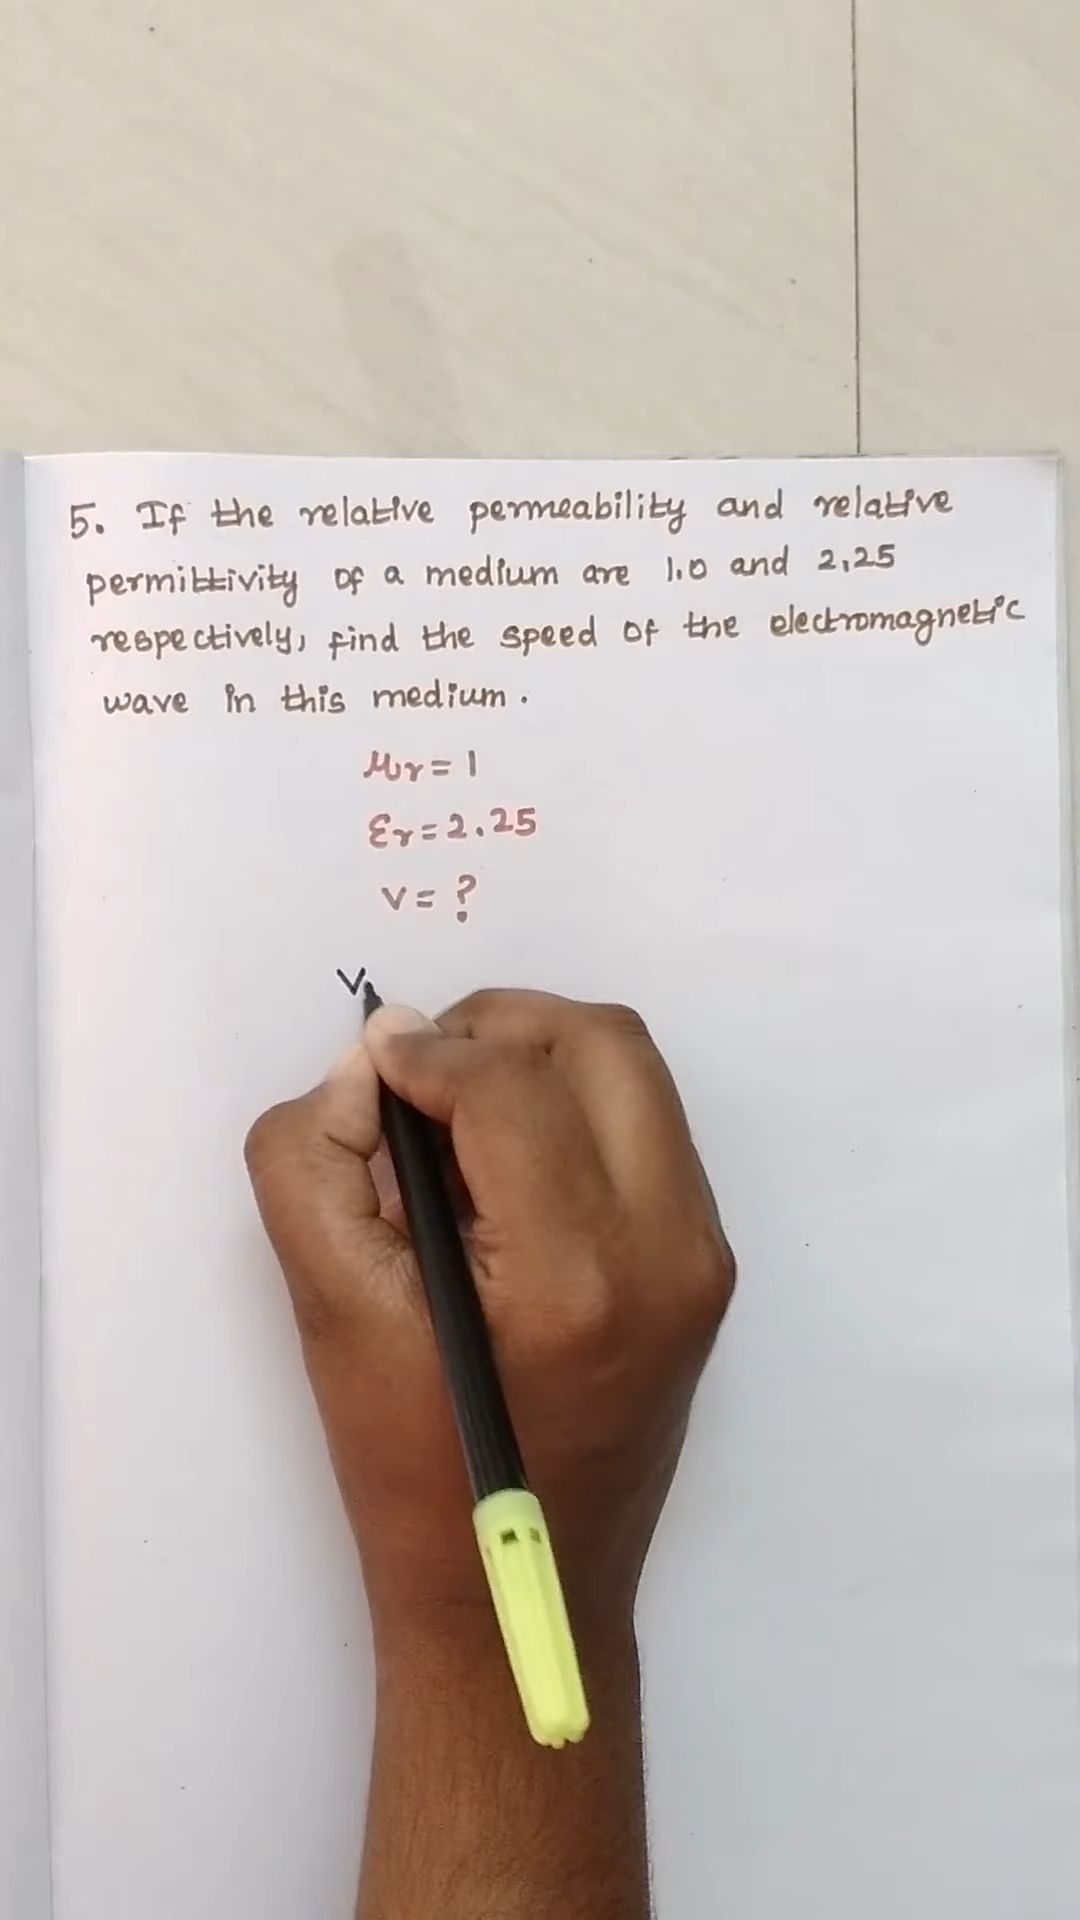 5. If the relative permeability and relative
permittivity of a medium are 1.0 and 2.25
respectively, find the speed of the electromagnetic
wave in this medium.
μr = 1
εr = 2.25
v = ?
v